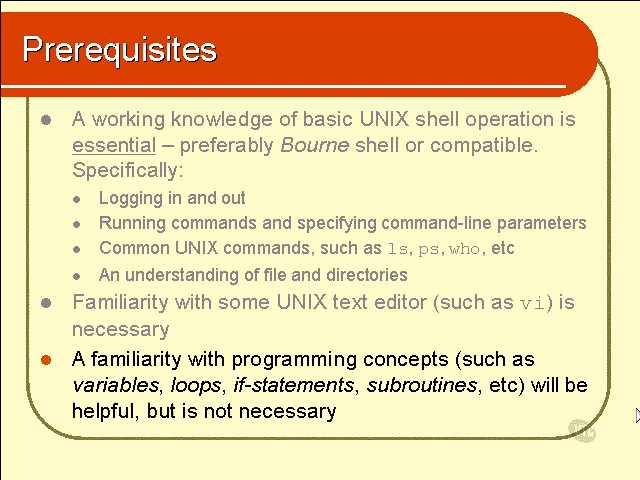 Prerequisites
A working knowledge of basic UNIX shell operation is
essential – preferably Bourne shell or compatible.
Specifically:
Logging in and out
Running commands and specifying command-line parameters
Common UNIX commands, such as ls, ps, who, etc
An understanding of file and directories
Familiarity with some UNIX text editor (such as vi) is
necessary
A familiarity with programming concepts (such as
variables, loops, if-statements, subroutines, etc) will be
helpful, but is not necessary